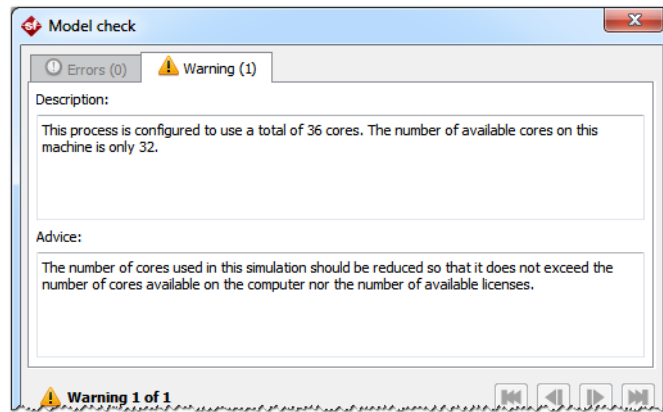 Model check
Errors (0)
Warning (1)
Description:
This process is configured to use a total of 36 cores. The number of available cores on this
machine is only 32.
Advice:
The number of cores used in this simulation should be reduced so that it does not exceed the
number of cores available on the computer nor the number of available licenses.
Warning 1 of 1